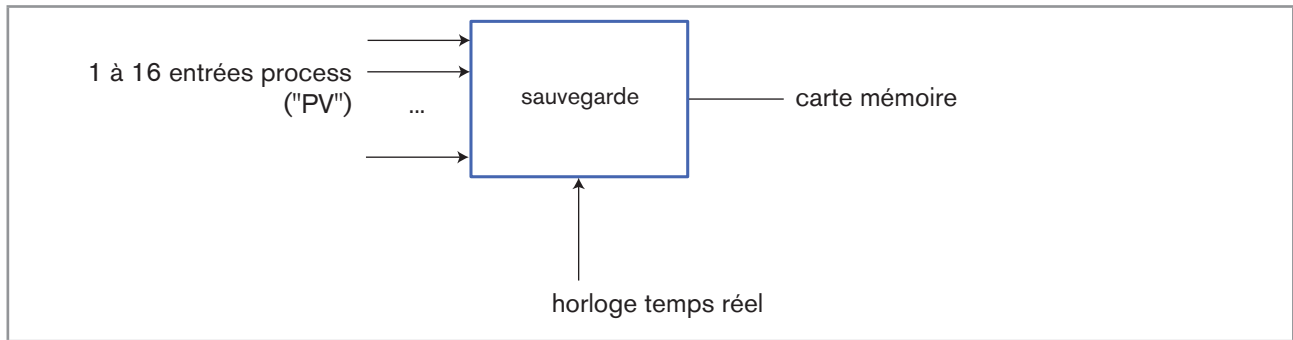 1 à 16 entrées process
("PV")
...
sauvegarde
carte mémoire
horloge temps réel